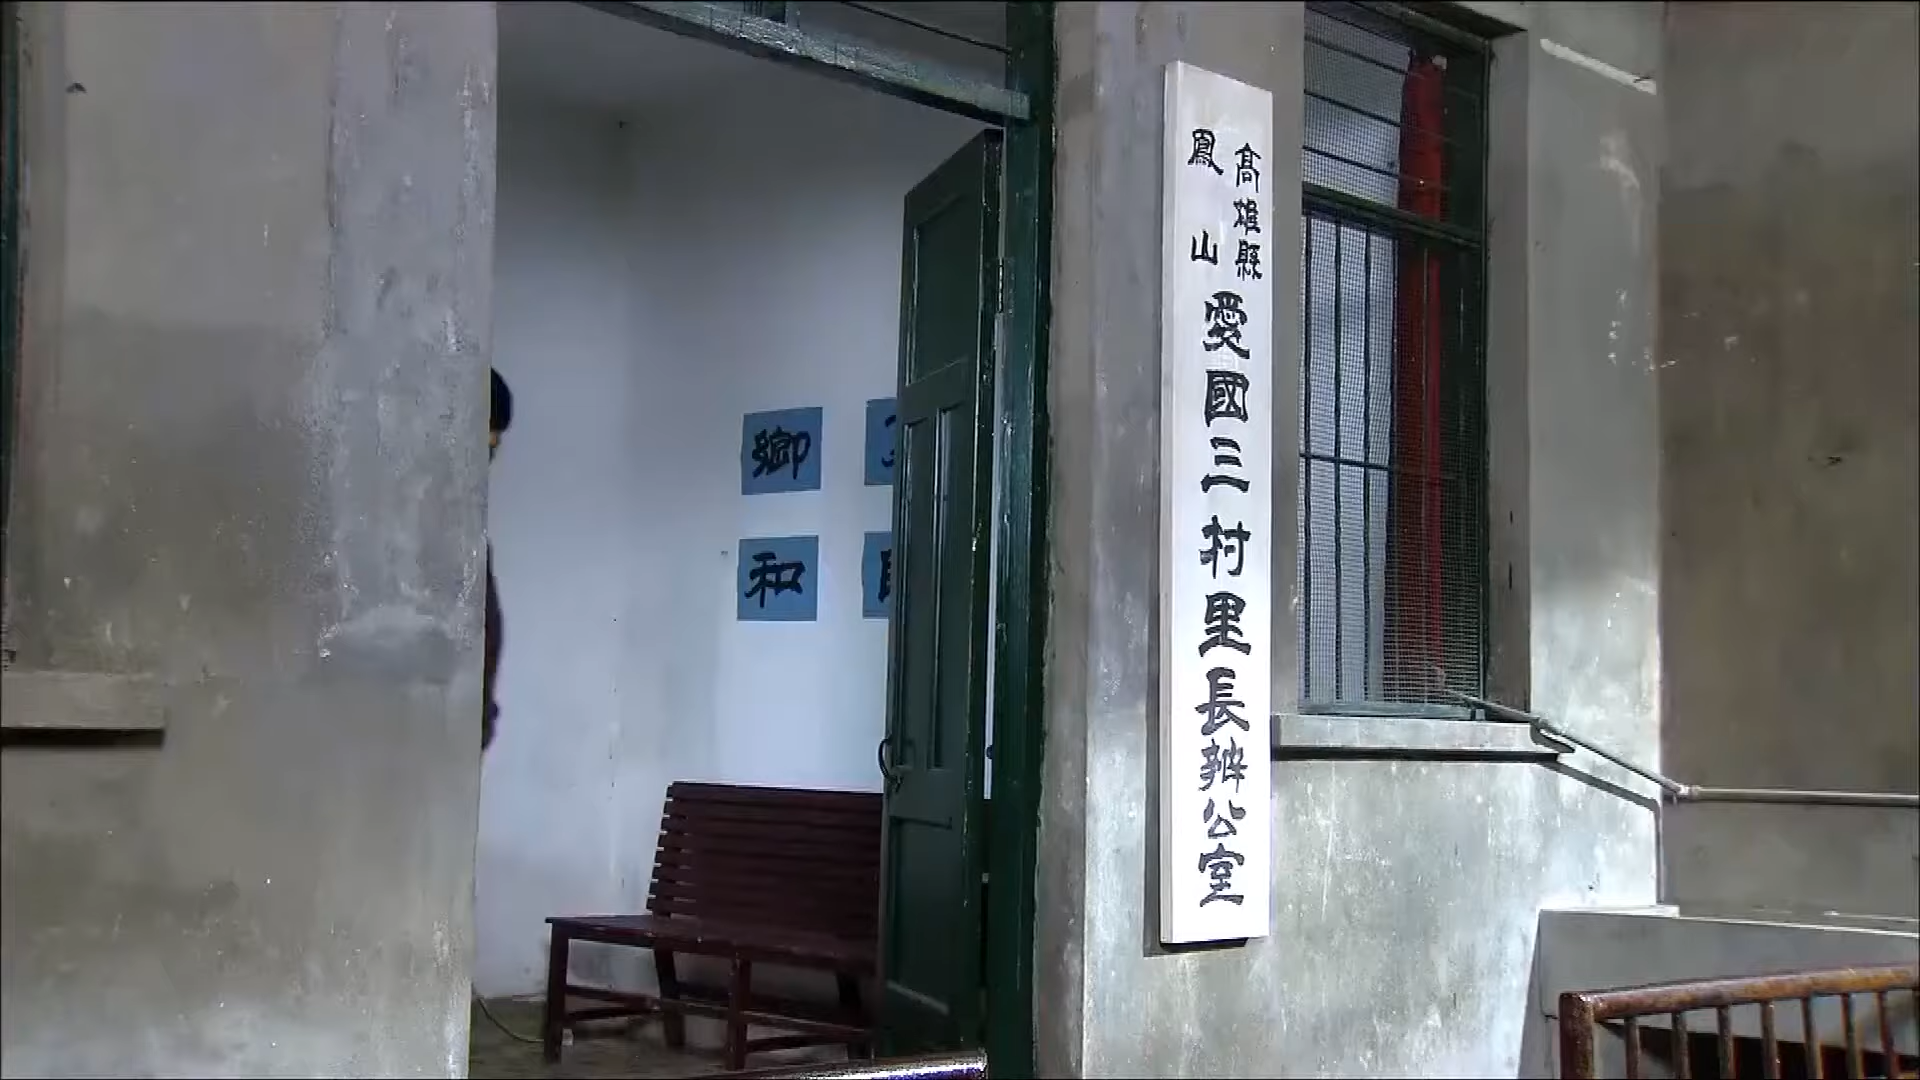 高雄縣
鳳山
愛國三村里長辦公室
鄉
和